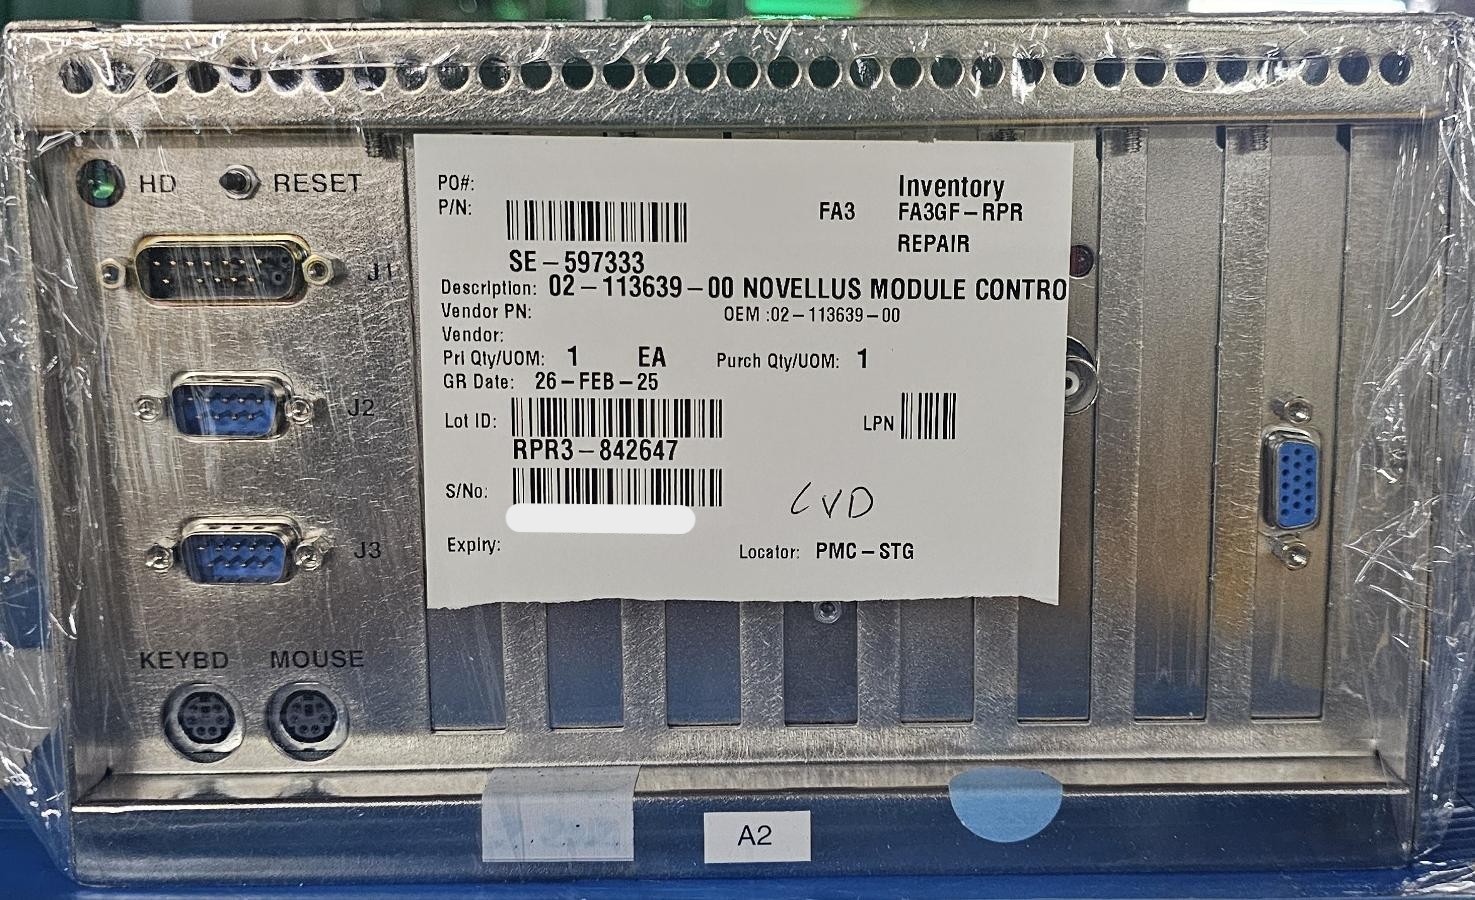 HD RESET
J1
J2
J3
KEYBD MOUSE
PO#:
Inventory
P/N:
FA3 FA3GF-RPR
REPAIR
SE-597333
Description: 02-113639-00 NOVELLUS MODULE CONTRO
Vendor PN: OEM :02-113639-00
Vendor:
Pri Qty/UOM: 1 EA Purch Qty/UOM: 1
GR Date: 26-FEB-25
Lot ID: LPN
RPR3-842647
S/No:
CVD
Expiry: Locator: PMC-STG
A2